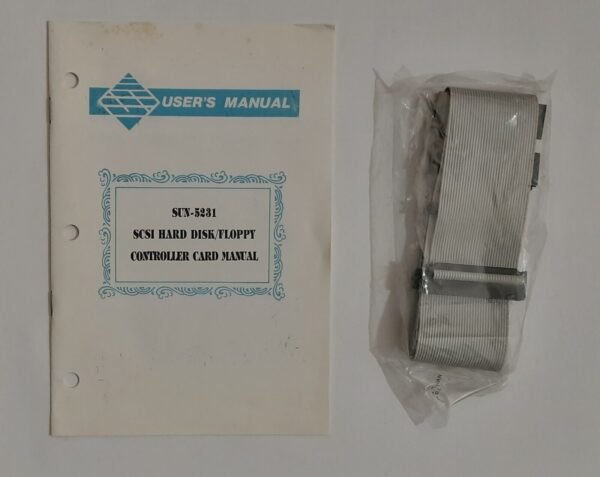 USER'S MANUAL
SUN-5231
SCSI HARD DISK/FLOPPY
CONTROLLER CARD MANUAL